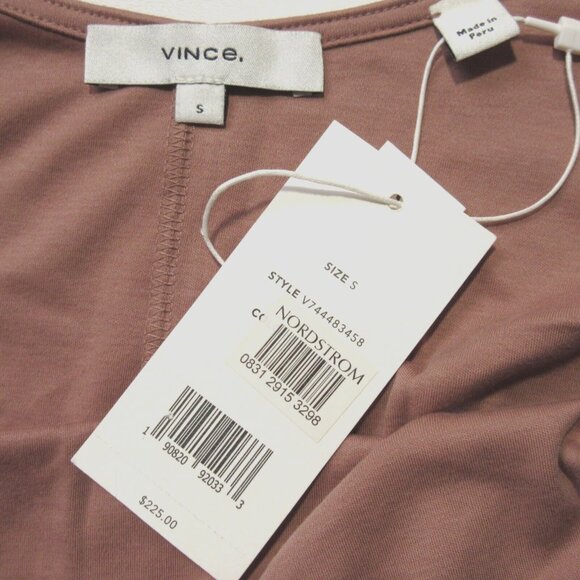 VINCE.
S
Made in
Peru
SIZE S
STYLE V744483458
CO
NORDSTROM
0831 2915 3298
1 90820 92033 3
$225.00